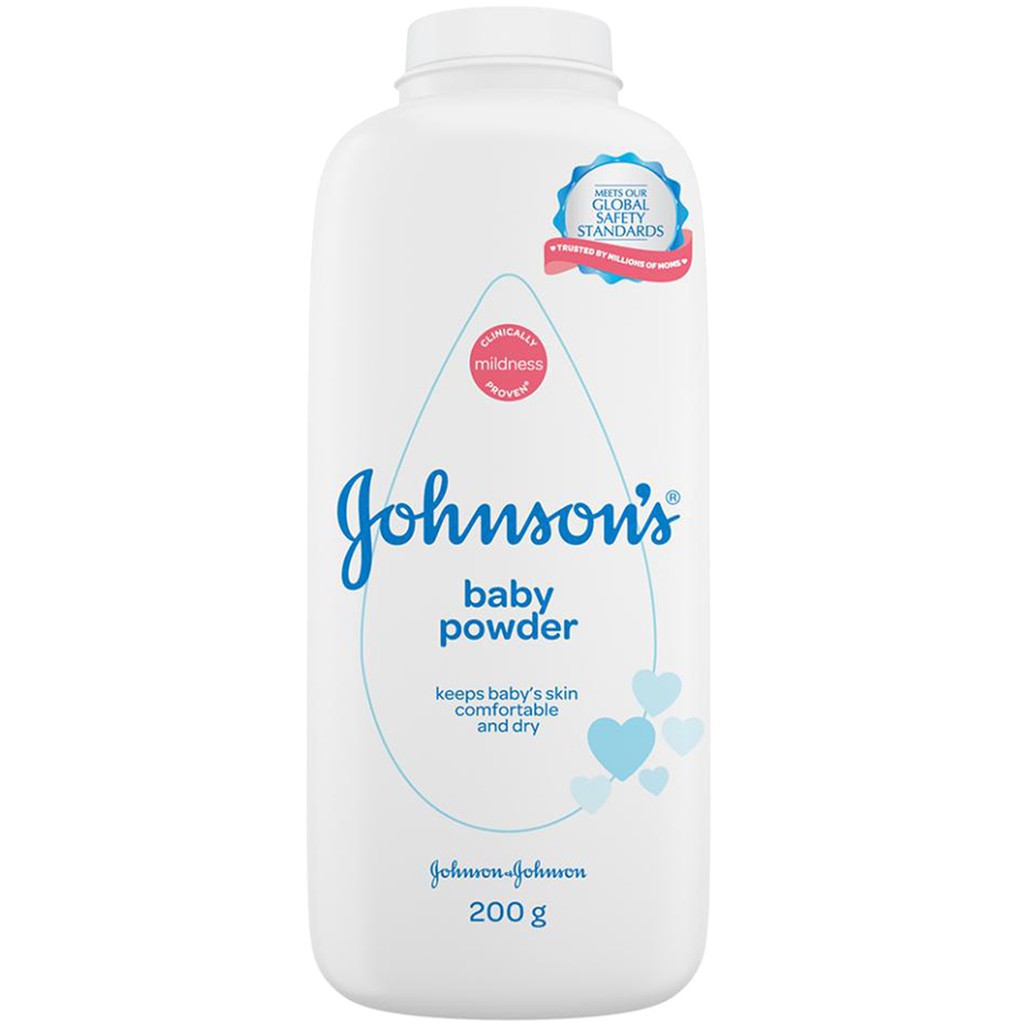 MEETS OUR
GLOBAL
SAFETY
STANDARDS
TRUSTED BY MILLIONS OF MOMS
CLINICALLY
mildness
PROVEN®
Johnson's®
baby
powder
keeps baby's skin
comfortable
and dry
Johnson & Johnson
200 g